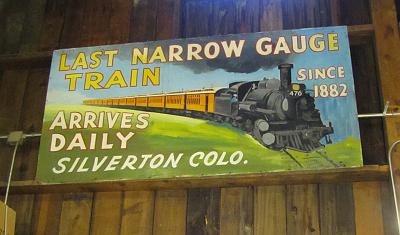 LAST NARROW GAUGE
TRAIN
SINCE
1882
476
ARRIVES
DAILY
SILVERTON COLO.